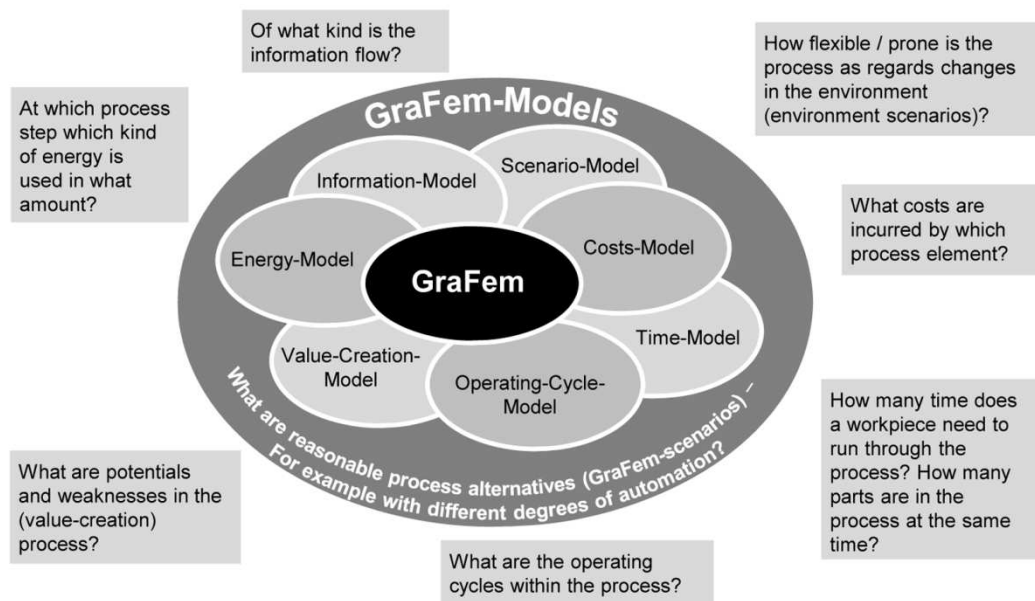 Of what kind is the
information flow?
How flexible / prone is the
process as regards changes
in the environment
(environment scenarios)?
At which process
step which kind
of energy is
used in what
amount?
GraFem-Models
Information-Model
Scenario-Model
Energy-Model
Costs-Model
GraFem
What costs are
incurred by which
process element?
Value-Creation-
Model
Operating-Cycle-
Model
Time-Model
What are reasonable process alternatives (GraFem-scenarios) –
For example with different degrees of automation?
How many time does
a workpiece need to
run through the
process? How many
parts are in the
process at the same
time?
What are potentials
and weaknesses in the
(value-creation)
process?
What are the operating
cycles within the process?